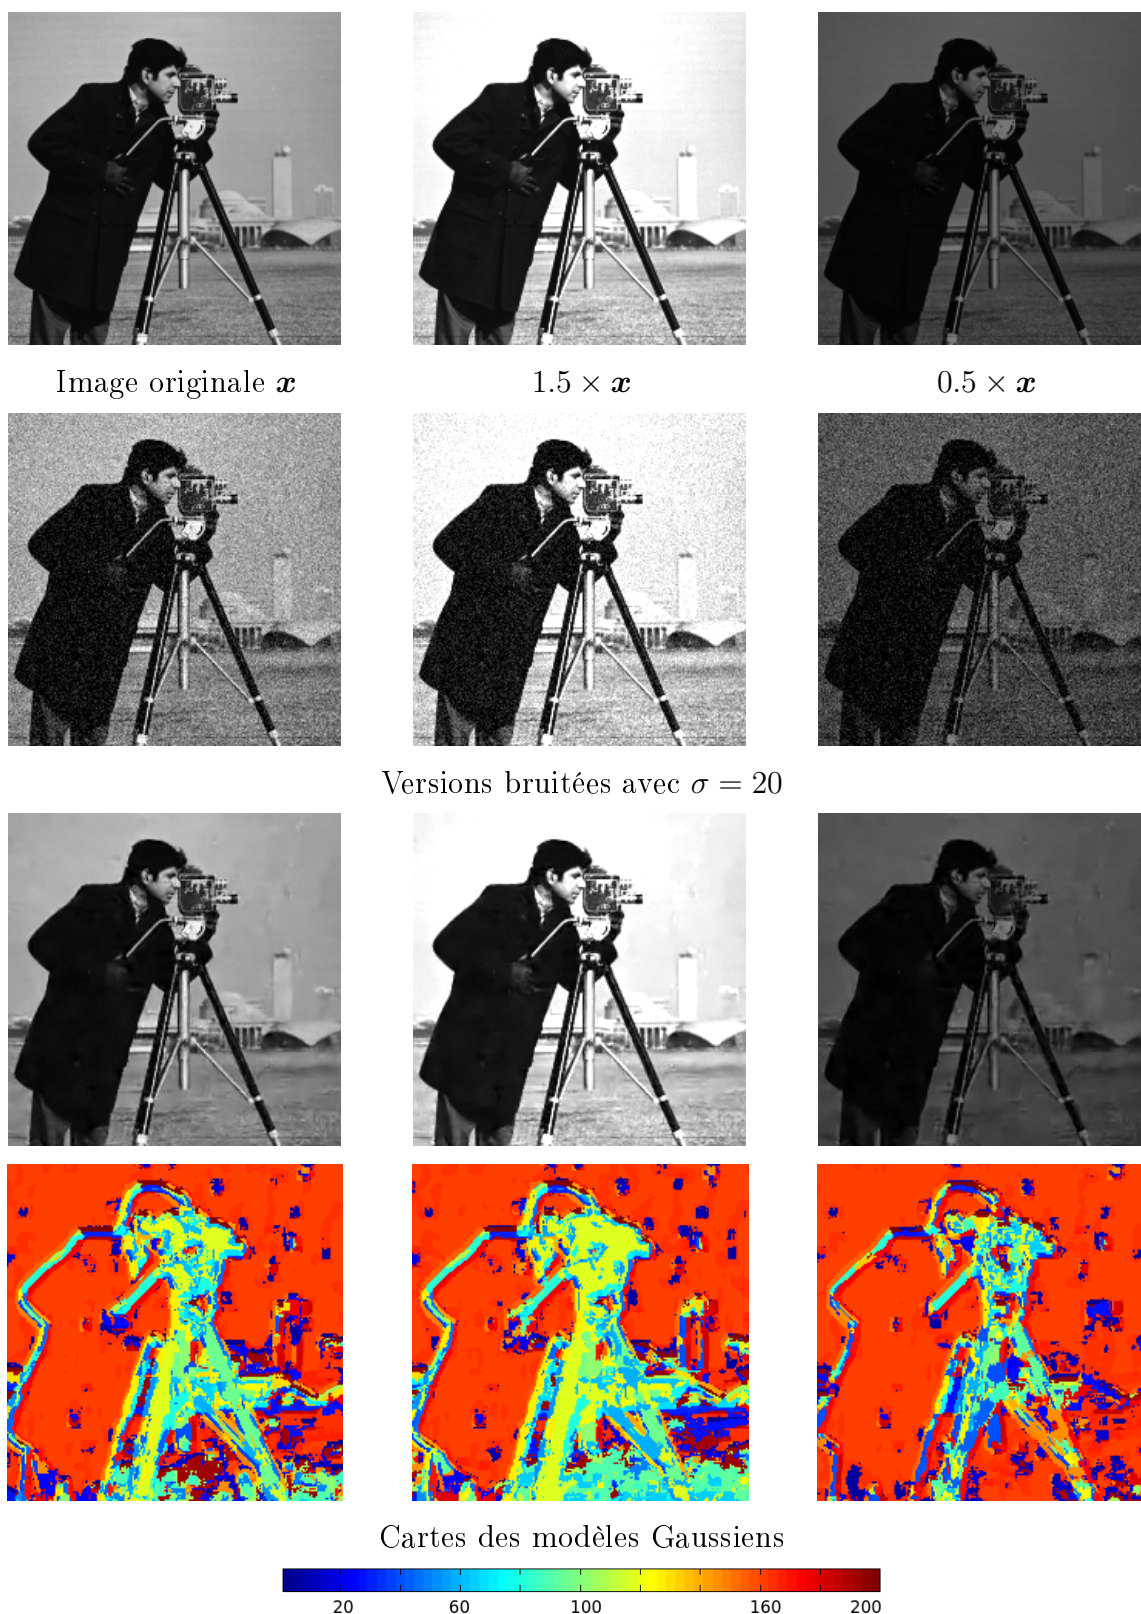 Image originale x
1.5 × x
0.5 × x
Versions bruitées avec σ = 20
Cartes des modèles Gaussiens
20 60 100 160 200